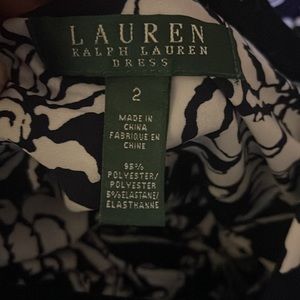 LAUREN
RALPH LAUREN
DRESS
2
MADE IN
CHINA
FABRIQUE EN
CHINE
95%
POLYESTER/
POLYESTER
5%ELASTANE/
ELASTHANNE